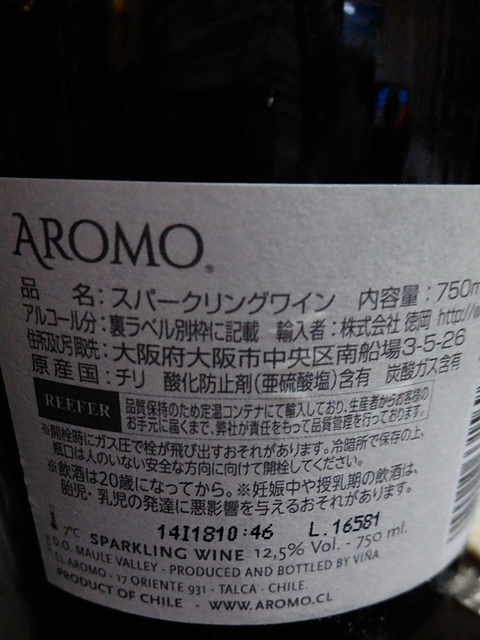 AROMO®
品　名：スパークリングワイン　内容量：750m
アルコール分：裏ラベル別枠に記載　輸入者：株式会社 徳岡 http://w
住所及び引取先：大阪府大阪市中央区南船場3-5-26
原産国：チリ　酸化防止剤(亜硫酸塩)含有　炭酸ガス含有
REEFER 品質保持のため定温コンテナにて輸入しており、生産者からお客様の
お手元に届くまで、弊社が責任をもって品質管理を行っております。
※開栓時にガス圧で栓が飛び出すおそれがあります。冷暗所で保存の上、
瓶口は人のいない安全な方向に向けて開栓してください。
※飲酒は20歳になってから。※妊娠中や授乳期の飲酒は、
胎児・乳児の発達に悪影響を与えるおそれがあります。
14I1810:46　L.16581
7°C SPARKLING WINE 12,5% Vol. - 750 ml.
D.O. MAULE VALLEY - PRODUCED AND BOTTLED BY VIÑA
EL AROMO - 17 ORIENTE 931 - TALCA - CHILE.
PRODUCT OF CHILE - WWW.AROMO.CL